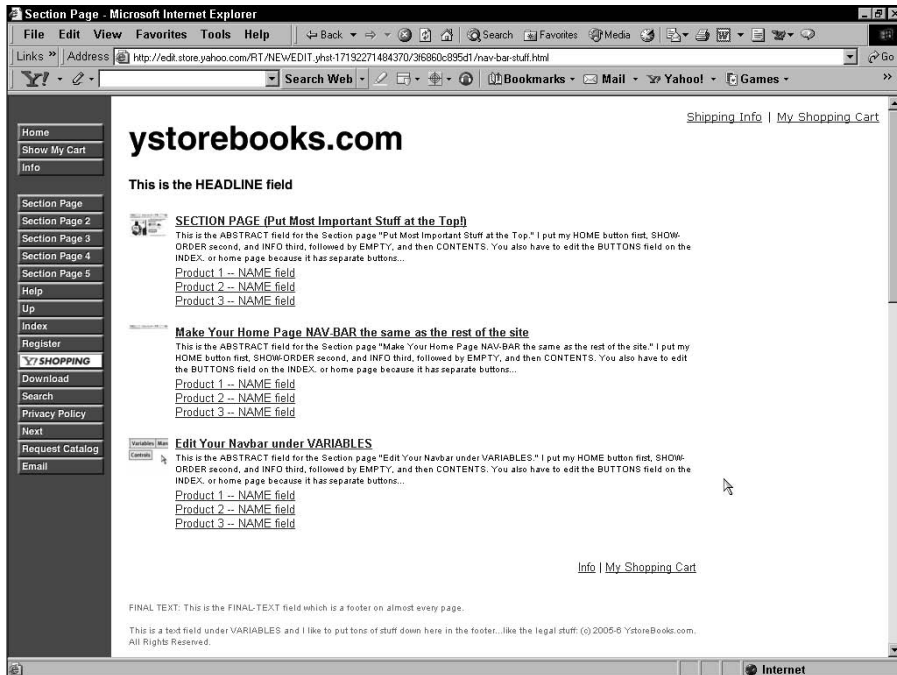 Section Page - Microsoft Internet Explorer
File Edit View Favorites Tools Help Back Search Favorites Media
Links » Address http://edit.store.yahoo.com/RT/NEWEDIT.yhst-17192271484370/3f6860c895d1/nav-bar-stuff.html Go
Y! Search Web Bookmarks Mail Yahoo! Games »
Shipping Info | My Shopping Cart
ystorebooks.com
This is the HEADLINE field
Home
Show My Cart
Info
Section Page
Section Page 2
Section Page 3
Section Page 4
Section Page 5
Help
Up
Index
Register
Y! SHOPPING
Download
Search
Privacy Policy
Next
Request Catalog
Email
SECTION PAGE (Put Most Important Stuff at the Top!)
This is the ABSTRACT field for the Section page "Put Most Important Stuff at the Top." I put my HOME button first, SHOW-
ORDER second, and INFO third, followed by EMPTY, and then CONTENTS. You also have to edit the BUTTONS field on the
INDEX. or home page because it has separate buttons...
Product 1 -- NAME field
Product 2 -- NAME field
Product 3 -- NAME field
Make Your Home Page NAV-BAR the same as the rest of the site
This is the ABSTRACT field for the Section page "Make Your Home Page NAV-BAR the same as the rest of the site." I put my
HOME button first, SHOW-ORDER second, and INFO third, followed by EMPTY, and then CONTENTS. You also have to edit
the BUTTONS field on the INDEX. or home page because it has separate buttons...
Product 1 -- NAME field
Product 2 -- NAME field
Product 3 -- NAME field
Variables Man
Controls
Edit Your Navbar under VARIABLES
This is the ABSTRACT field for the Section page "Edit Your Navbar under VARIABLES." I put my HOME button first, SHOW-
ORDER second, and INFO third, followed by EMPTY, and then CONTENTS. You also have to edit the BUTTONS field on the
INDEX. or home page because it has separate buttons...
Product 1 -- NAME field
Product 2 -- NAME field
Product 3 -- NAME field
Info | My Shopping Cart
FINAL TEXT: This is the FINAL-TEXT field which is a footer on almost every page.
This is a text field under VARIABLES and I like to put tons of stuff down here in the footer...like the legal stuff: (c) 2005-6 YstoreBooks.com.
All Rights Reserved.
Internet